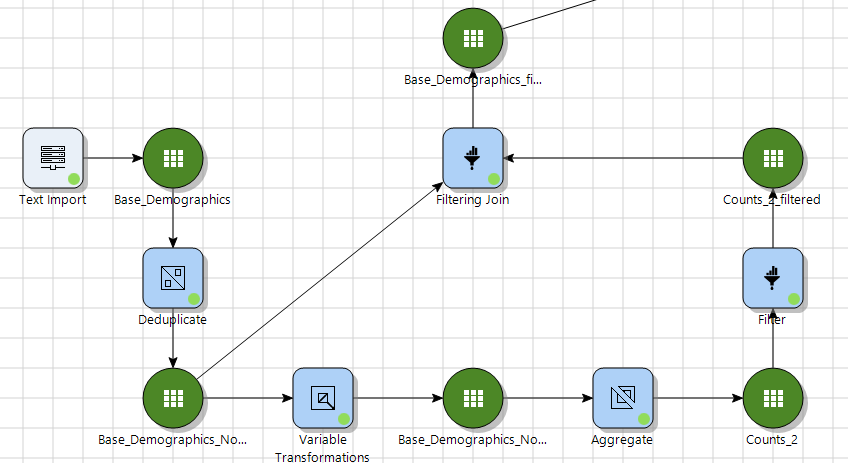 Base_Demographics_fi...
Text Import
Base_Demographics
Filtering Join
Counts_2_filtered
Deduplicate
Filter
Base_Demographics_No...
Variable
Transformations
Base_Demographics_No...
Aggregate
Counts_2